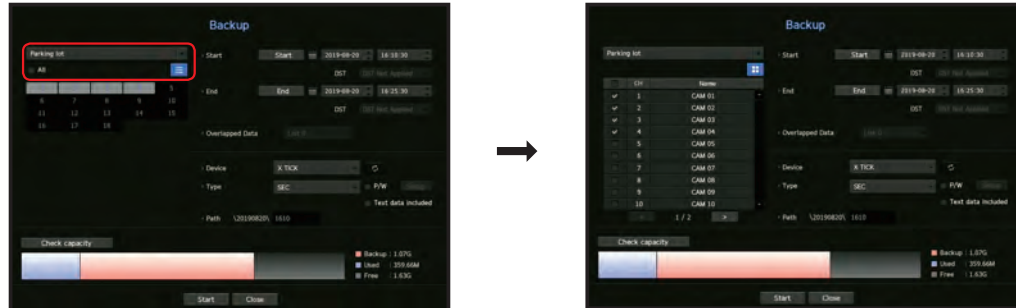 Backup
Parking lot
All
5
6 7 8 9 10
11 12 13 14 15
16 17 18
Start Start 2019-08-20 16:10:30
DST
End End 2019-08-20 16:25:30
DST
Overlapped Data
Device X:TICK
Type SEC P/W
Text data included
Path \20190820\ 1610
Check capacity
Backup : 1.07G
Used : 359.66M
Free : 1.63G
Start Close
Backup
Parking lot
CH Name
1 CAM 01
2 CAM 02
3 CAM 03
4 CAM 04
5 CAM 05
6 CAM 06
7 CAM 07
8 CAM 08
9 CAM 09
10 CAM 10
< 1 / 2 >
Start Start 2019-08-20 16:10:30
DST
End End 2019-08-20 16:25:30
DST
Overlapped Data
Device X:TICK
Type SEC P/W
Text data included
Path \20190820\ 1610
Check capacity
Backup : 1.07G
Used : 359.66M
Free : 1.63G
Start Close